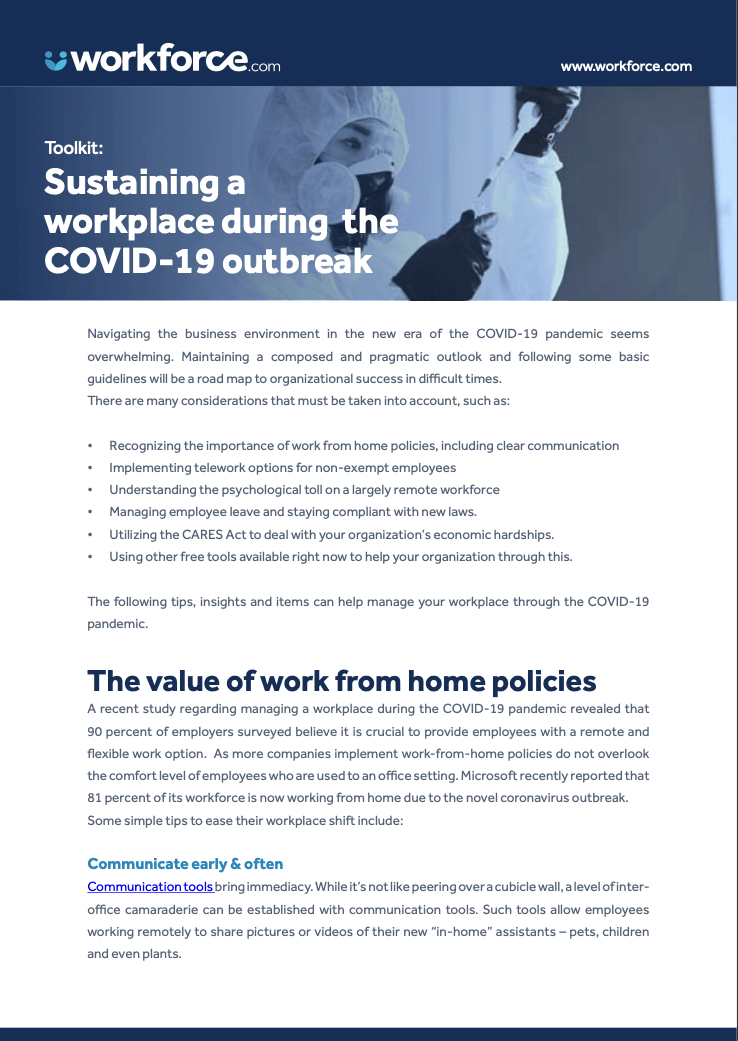 workforce.com
www.workforce.com
Toolkit:
Sustaining a
workplace during the
COVID-19 outbreak
Navigating the business environment in the new era of the COVID-19 pandemic seems
overwhelming. Maintaining a composed and pragmatic outlook and following some basic
guidelines will be a road map to organizational success in difficult times.
There are many considerations that must be taken into account, such as:
• Recognizing the importance of work from home policies, including clear communication
• Implementing telework options for non-exempt employees
• Understanding the psychological toll on a largely remote workforce
• Managing employee leave and staying compliant with new laws.
• Utilizing the CARES Act to deal with your organization's economic hardships.
• Using other free tools available right now to help your organization through this.
The following tips, insights and items can help manage your workplace through the COVID-19
pandemic.
The value of work from home policies
A recent study regarding managing a workplace during the COVID-19 pandemic revealed that
90 percent of employers surveyed believe it is crucial to provide employees with a remote and
flexible work option. As more companies implement work-from-home policies do not overlook
the comfort level of employees who are used to an office setting. Microsoft recently reported that
81 percent of its workforce is now working from home due to the novel coronavirus outbreak.
Some simple tips to ease their workplace shift include:
Communicate early & often
Communication tools bring immediacy. While it's not like peering over a cubicle wall, a level of inter-
office camaraderie can be established with communication tools. Such tools allow employees
working remotely to share pictures or videos of their new "in-home" assistants – pets, children
and even plants.